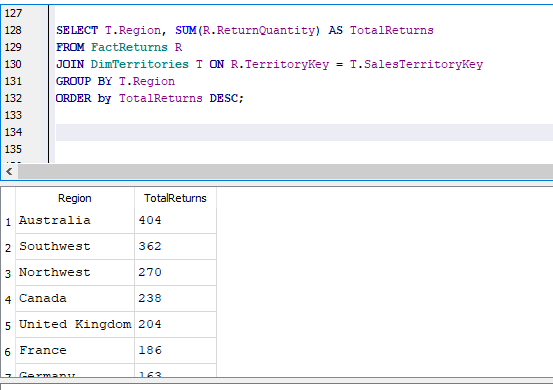 127
128 SELECT T.Region, SUM(R.ReturnQuantity) AS TotalReturns
129 FROM FactReturns R
130 JOIN DimTerritories T ON R.TerritoryKey = T.SalesTerritoryKey
131 GROUP BY T.Region
132 ORDER by TotalReturns DESC;
133
134
135
Region TotalReturns
1 Australia 404
2 Southwest 362
3 Northwest 270
4 Canada 238
5 United Kingdom 204
6 France 186
7 Germany 163